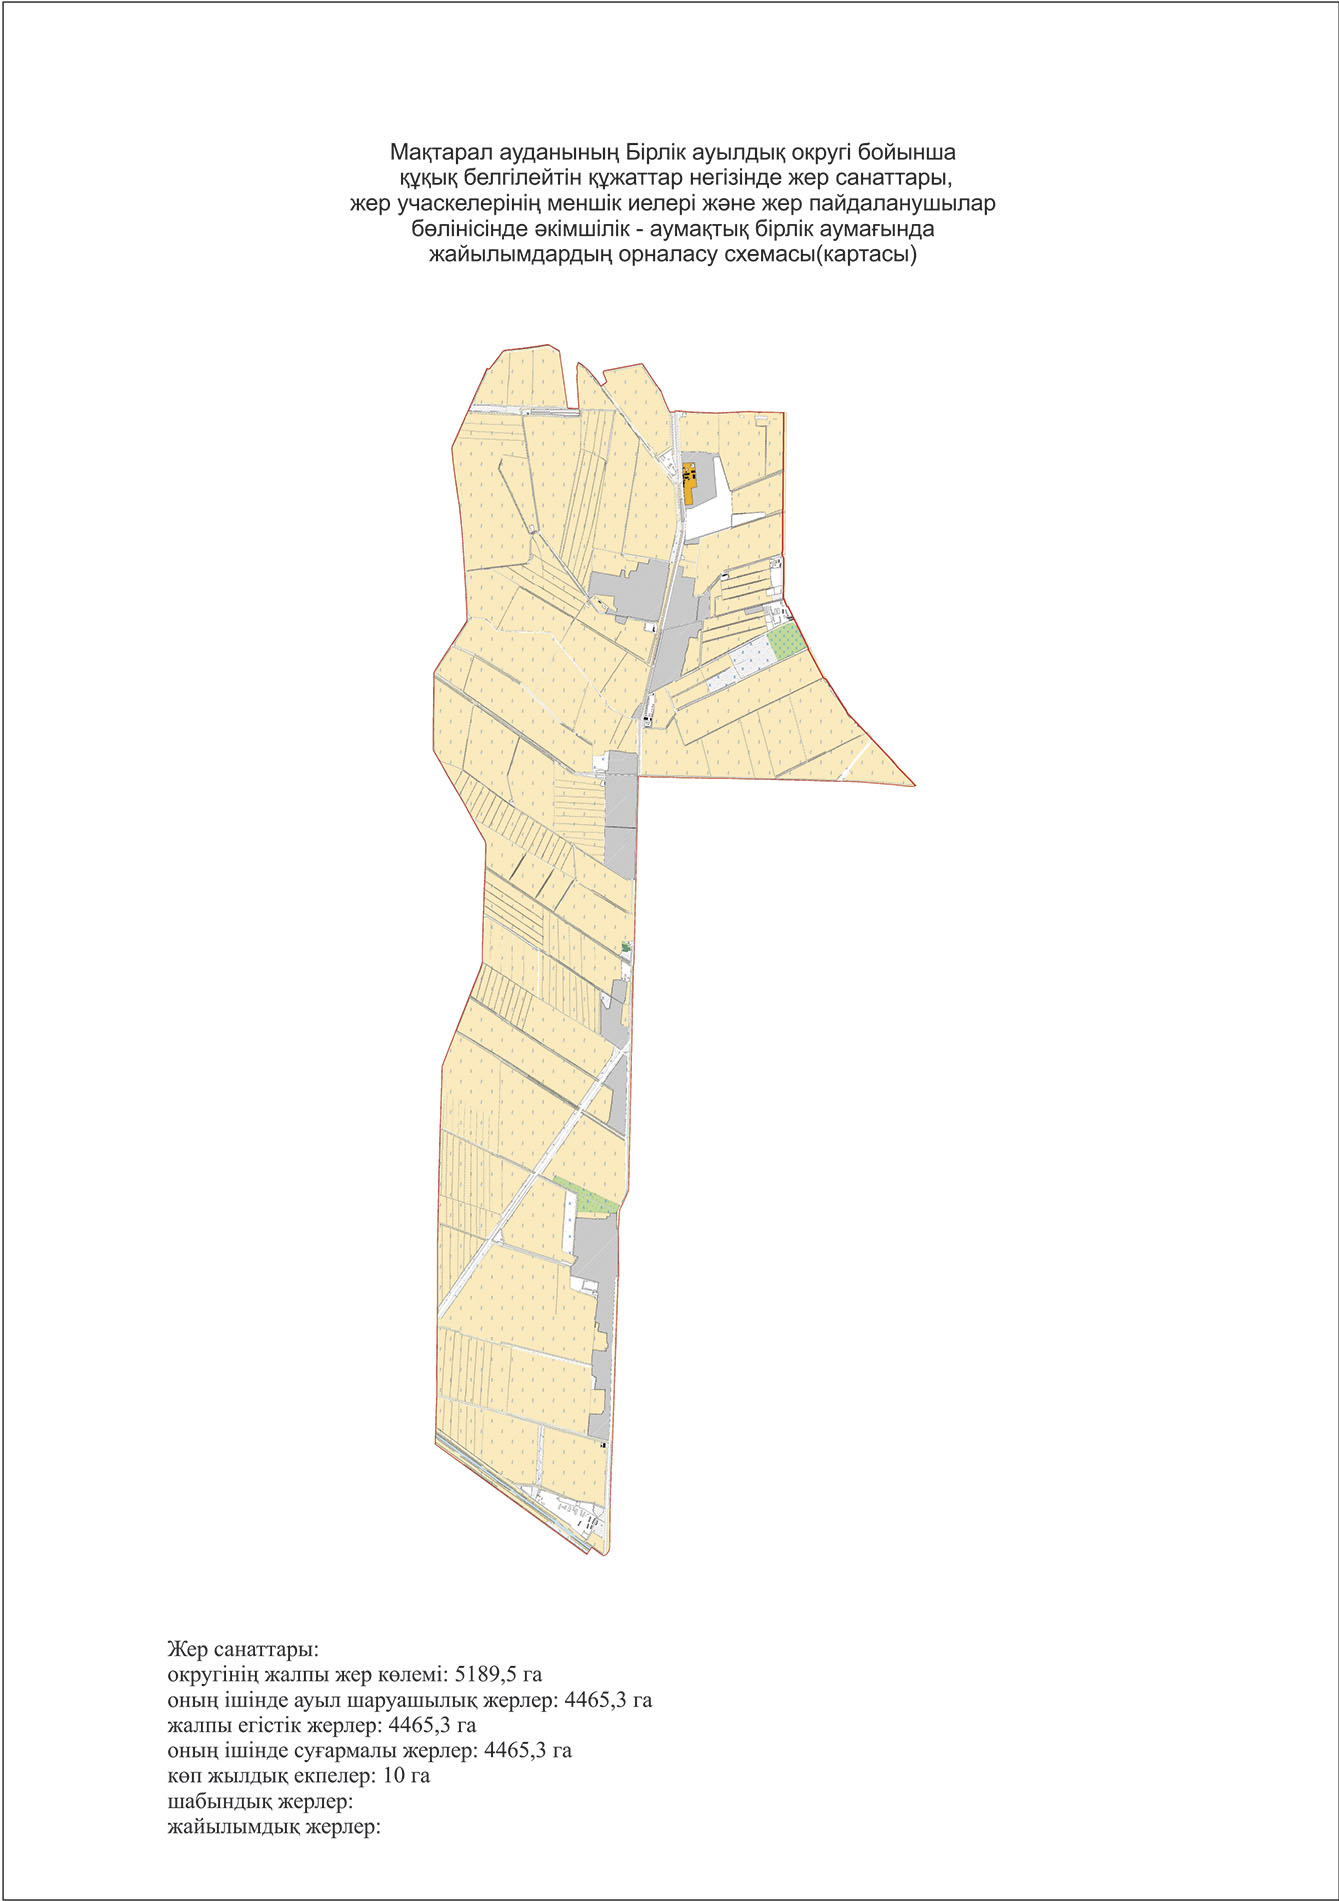 Мақтарал ауданының Бірлік ауылдық округі бойынша
құқық белгілейтін құжаттар негізінде жер санаттары,
жер учаскелерінің меншік иелері және жер пайдаланушылар
бөлінісінде әкімшілік - аумақтық бірлік аумағында
жайылымдардың орналасу схемасы(картасы)
Жер санаттары:
округінің жалпы жер көлемі: 5189,5 га
оның ішінде ауыл шаруашылық жерлер: 4465,3 га
жалпы егістік жерлер: 4465,3 га
оның ішінде суғармалы жерлер: 4465,3 га
көп жылдық екпелер: 10 га
шабындық жерлер:
жайылымдық жерлер: